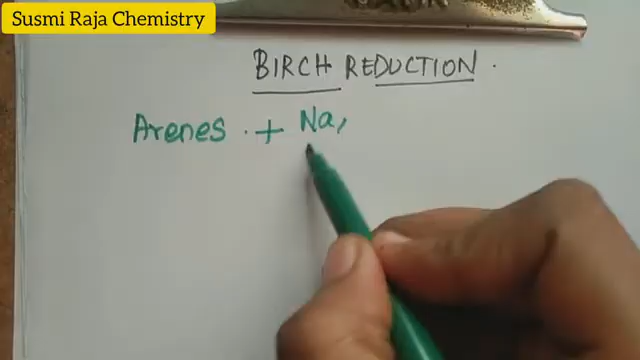 Susmi Raja Chemistry
BIRCH REDUCTION.
Arenes + Na,